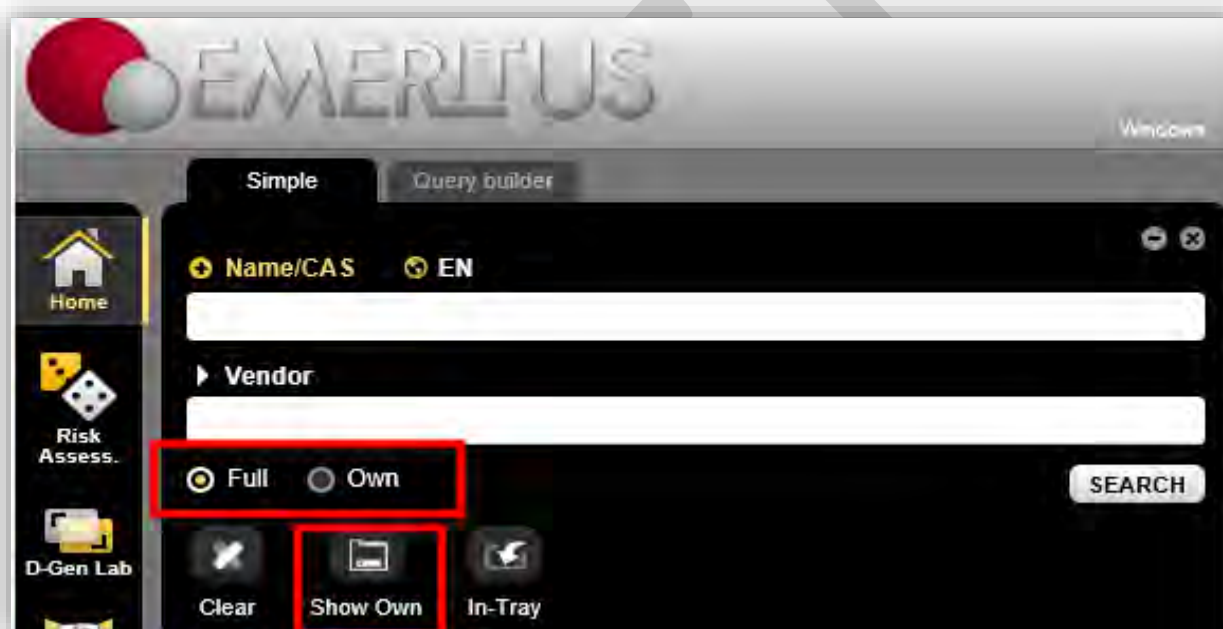 EMERITUS
Windows
Simple Query builder
Name/CAS EN
Home
Vendor
Risk
Assess.
Full Own
SEARCH
D-Gen Lab
Clear Show Own In-Tray